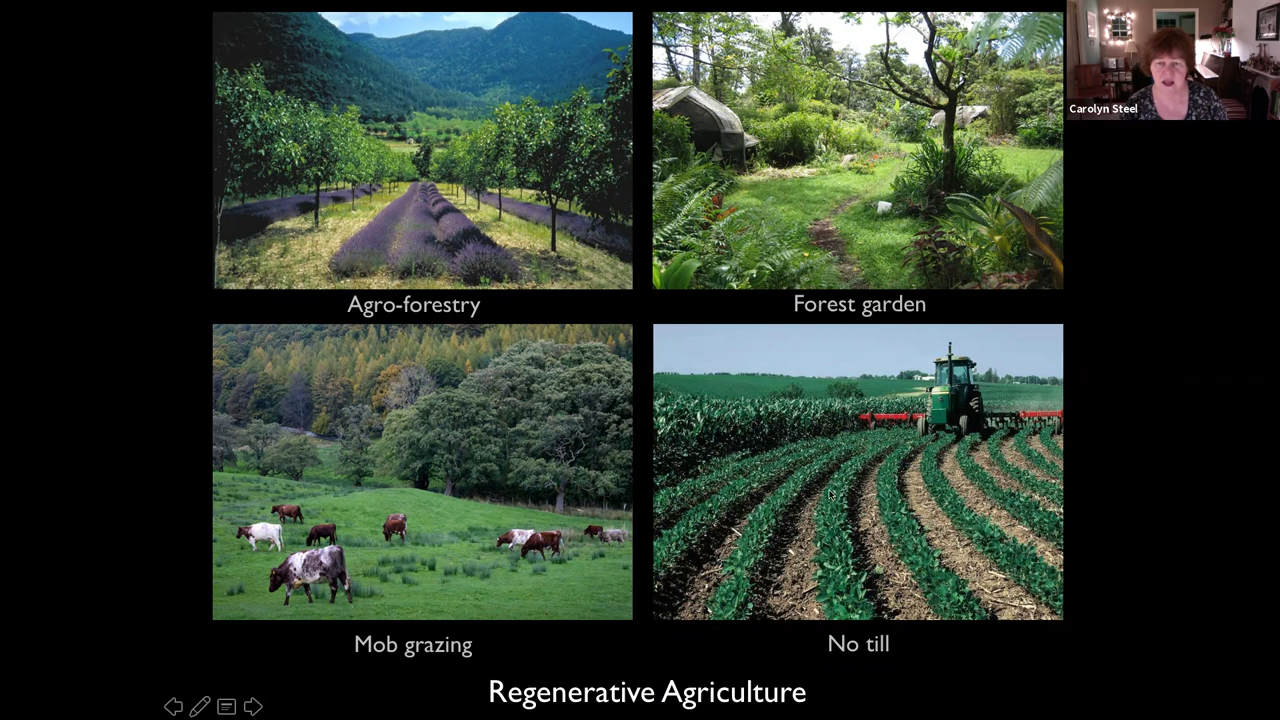 Carolyn Steel
Agro-forestry
Forest garden
Mob grazing
No till
Regenerative Agriculture